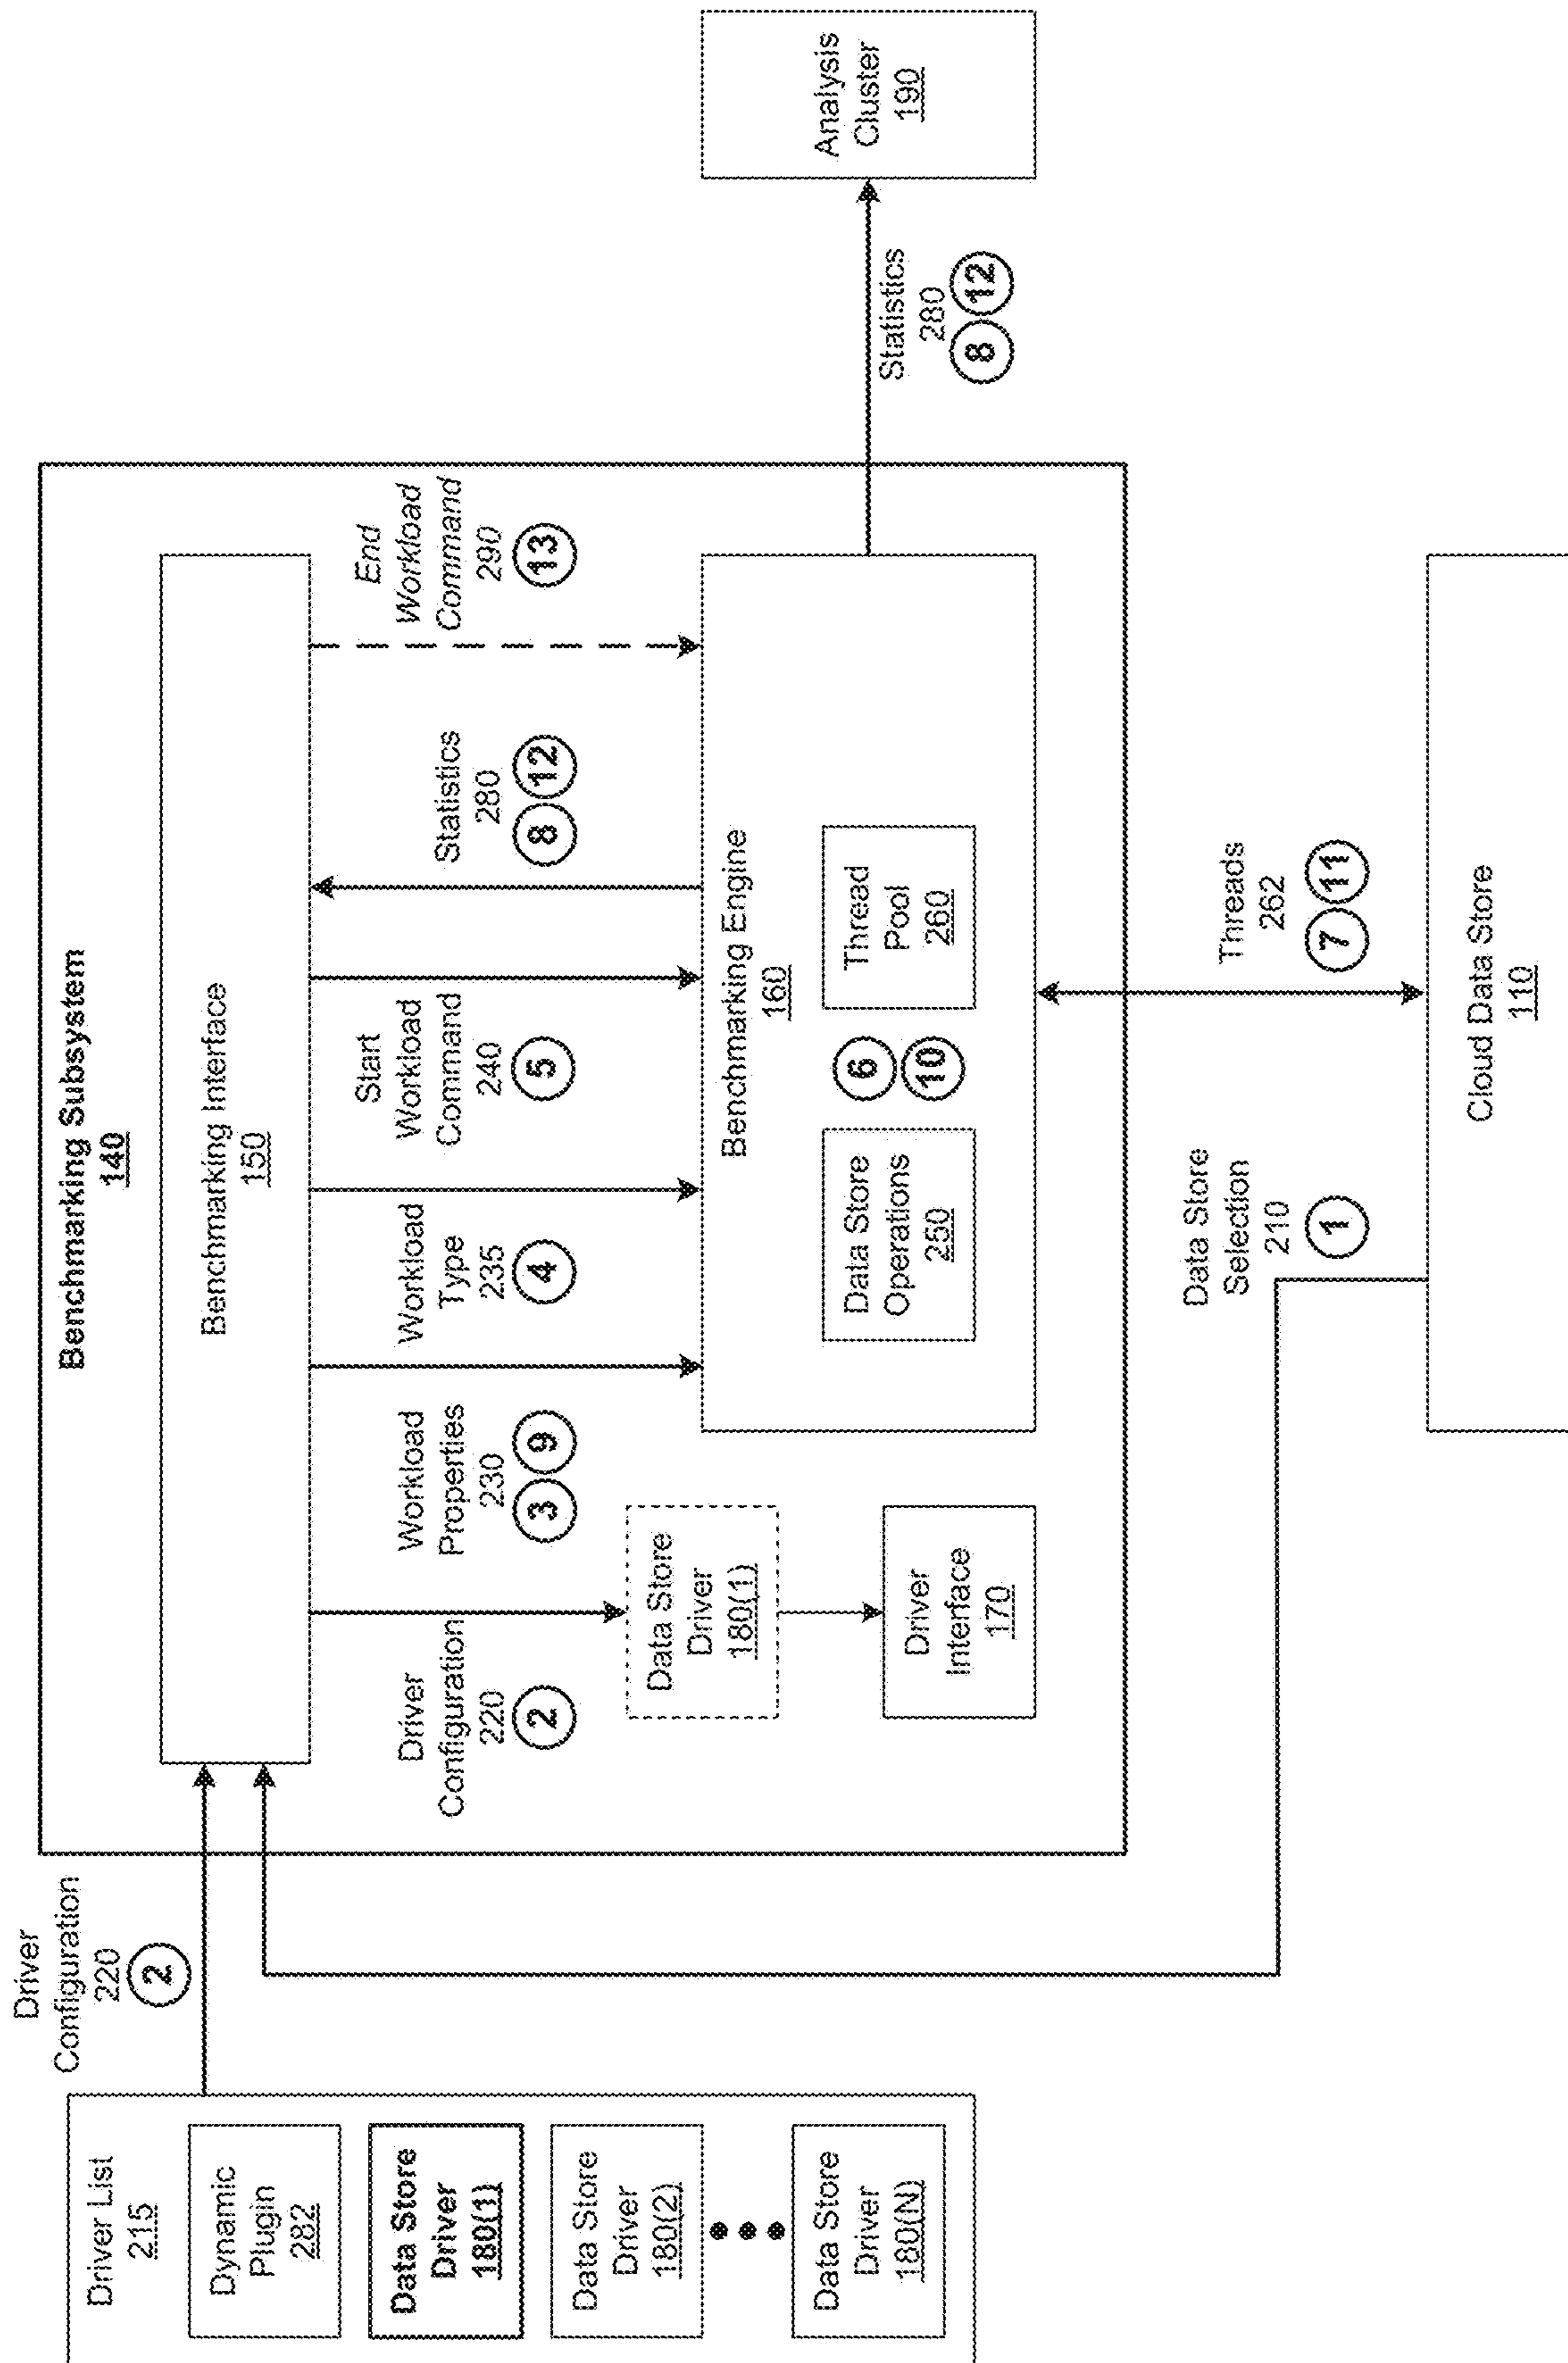 Driver List
215
Dynamic
Plugin
282
Data Store
Driver
180(1)
Data Store
Driver
180(2)
Data Store
Driver
180(N)
Driver
Configuration
220
2
Benchmarking Subsystem
140
Benchmarking Interface
150
Driver
Configuration
220
2
Workload
Properties
230
3 9
Workload
Type
235
4
Start
Workload
Command
240
5
Statistics
280
8 12
End
Workload
Command
290
13
Data Store
Driver
180(1)
Driver
Interface
170
Benchmarking Engine
160
Data Store
Operations
250
6
10
Thread
Pool
260
Statistics
280
8 12
Analysis
Cluster
190
Data Store
Selection
210
1
Threads
262
7 11
Cloud Data Store
110